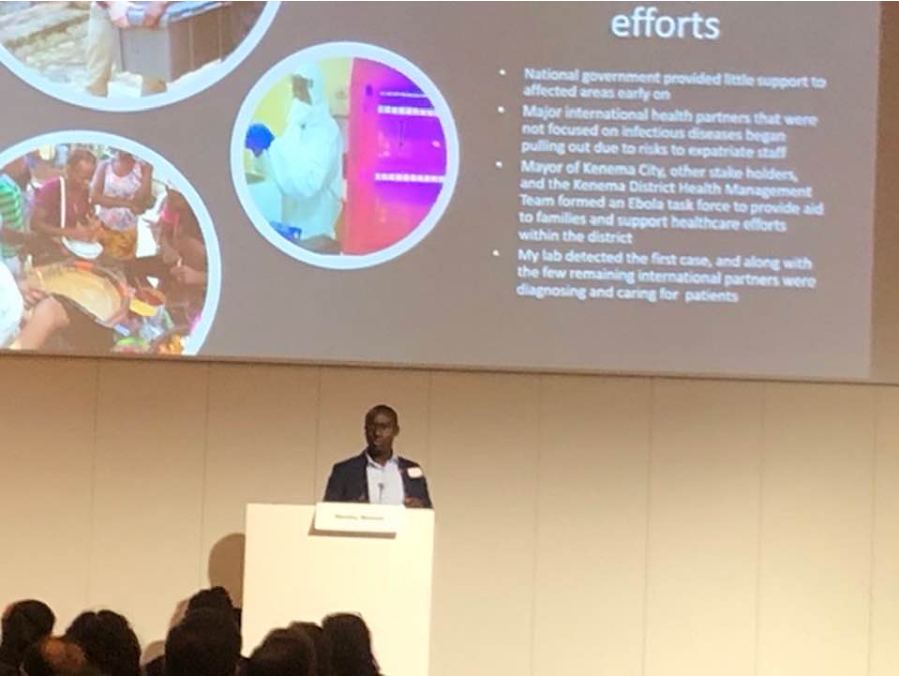 efforts
• National government provided little support to
affected areas early on
• Major international health partners that were
not focused on infectious diseases began
pulling out due to risks to expatriate staff
• Mayor of Kenema City, other stake holders,
and the Kenema District Health Management
Team formed an Ebola task force to provide aid
to families and support healthcare efforts
within the district
• My lab detected the first case, and along with
the few remaining international partners were
diagnosing and caring for patients